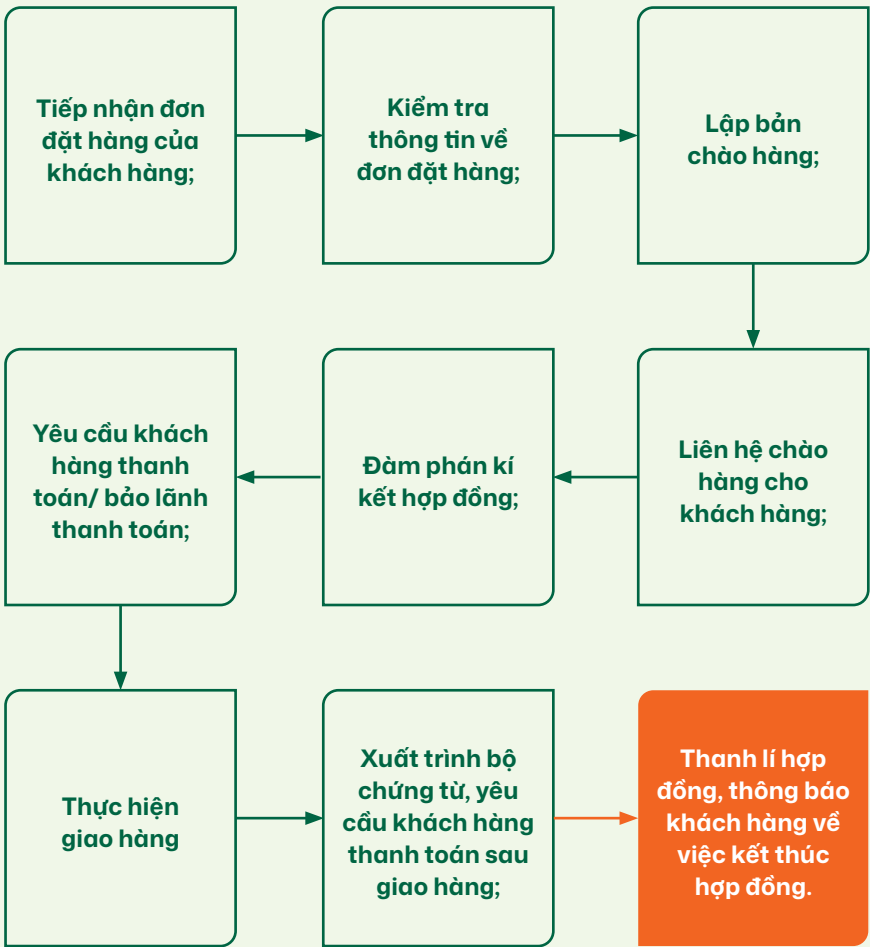 Tiếp nhận đơn
đặt hàng của
khách hàng;
Kiểm tra
thông tin về
đơn đặt hàng;
Lập bản
chào hàng;
Liên hệ chào
hàng cho
khách hàng;
Đàm phán kí
kết hợp đồng;
Yêu cầu khách
hàng thanh
toán/ bảo lãnh
thanh toán;
Thực hiện
giao hàng
Xuất trình bộ
chứng từ, yêu
cầu khách hàng
thanh toán sau
giao hàng;
Thanh lí hợp
đồng, thông báo
khách hàng về
việc kết thúc
hợp đồng.